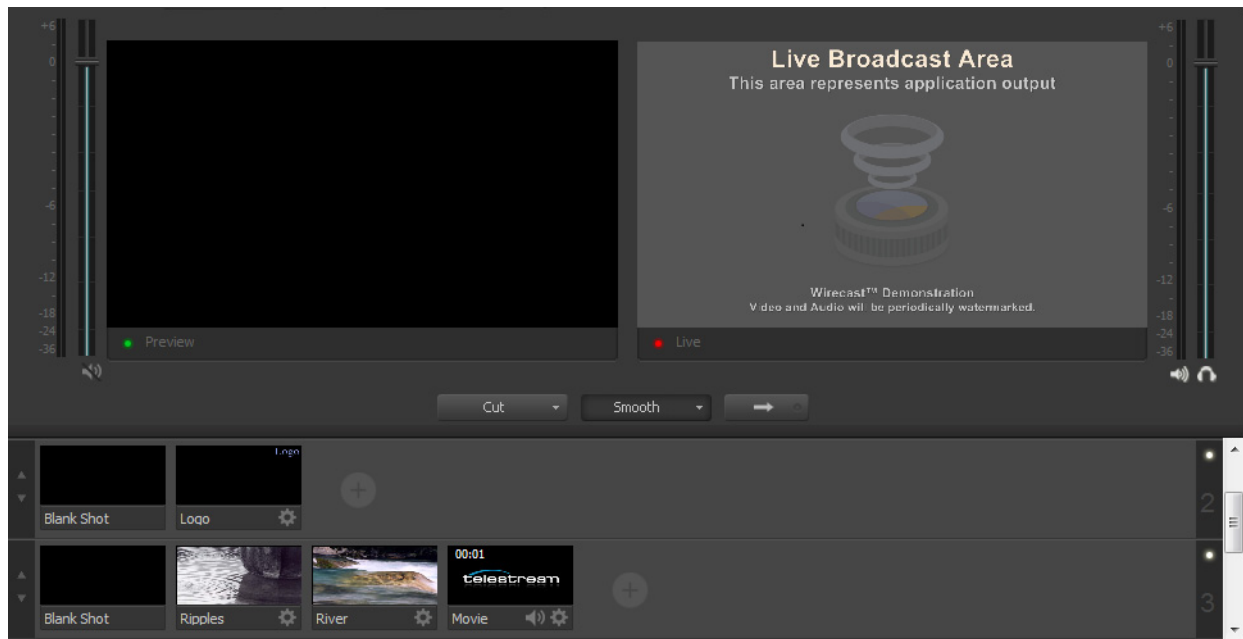 +6
0
-6
-12
-18
-24
-36
Preview
Live Broadcast Area
This area represents application output
Wirecast™ Demonstration
Video and Audio will be periodically watermarked.
Live
+6
0
-6
-12
-18
-24
-36
Cut
Smooth
Logo
Blank Shot
Logo
2
00:01
telestream
Blank Shot
Ripples
River
Movie
3